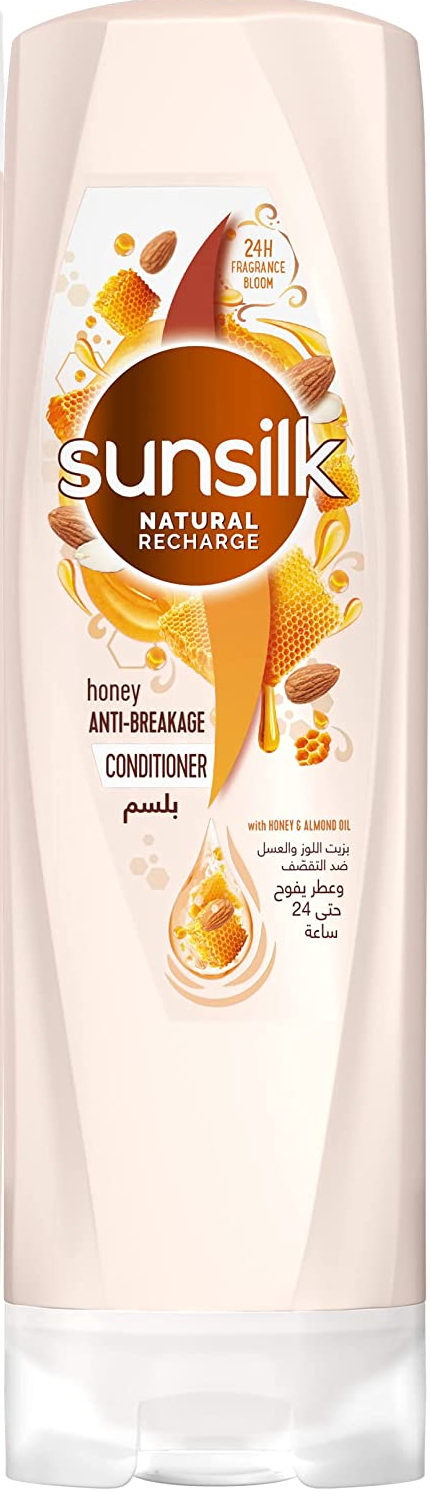 24H
FRAGRANCE
BLOOM
sunsilk
NATURAL
RECHARGE
honey
ANTI-BREAKAGE
CONDITIONER
بلسم
with HONEY & ALMOND OIL
بزيت اللوز والعسل
ضد التقصّف
وعطر يفوح
حتى 24
ساعة